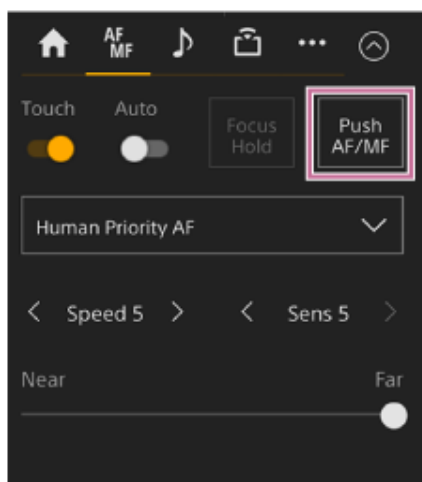 AF
MF
Touch Auto
Focus Hold
Push AF/MF
Human Priority AF
Speed 5 Sens 5
Near Far